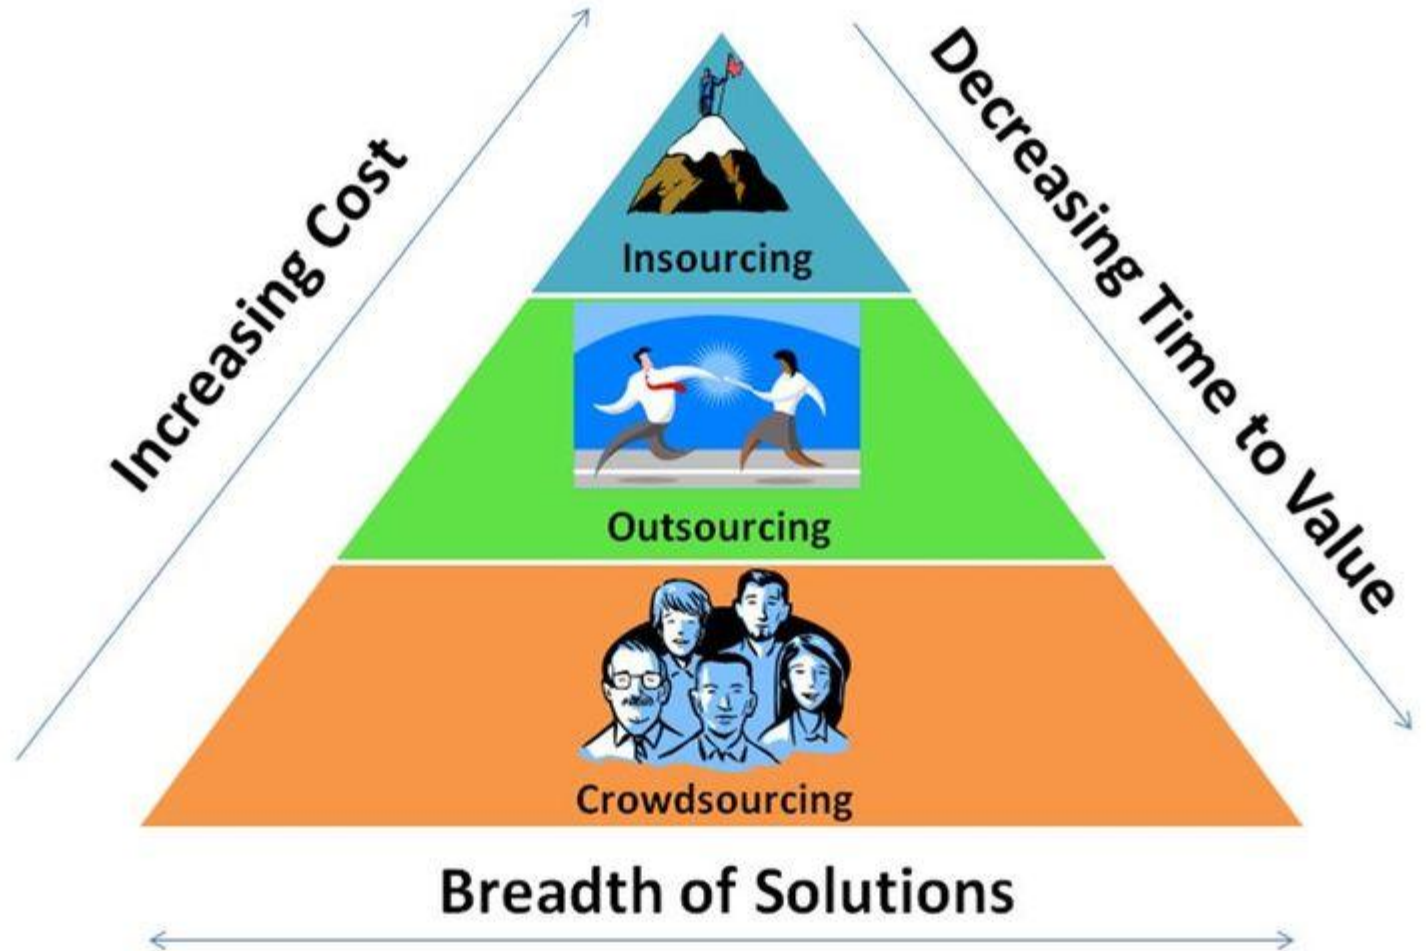 Increasing Cost
Decreasing Time to Value
Insourcing
Outsourcing
Crowdsourcing
Breadth of Solutions